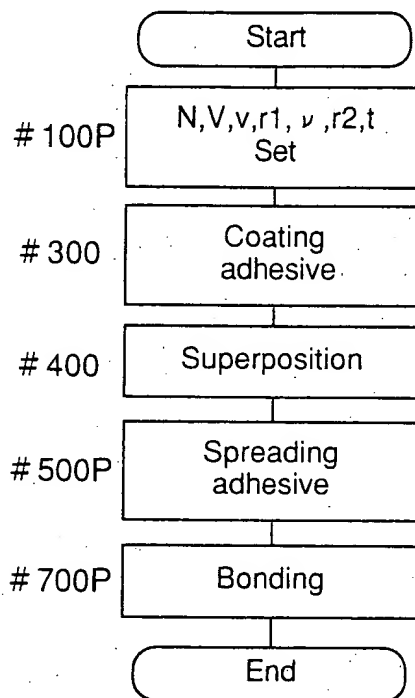 Start
# 100P
N,V,v,r1, ν ,r2,t
Set
# 300
Coating
adhesive
# 400
Superposition
# 500P
Spreading
adhesive
# 700P
Bonding
End